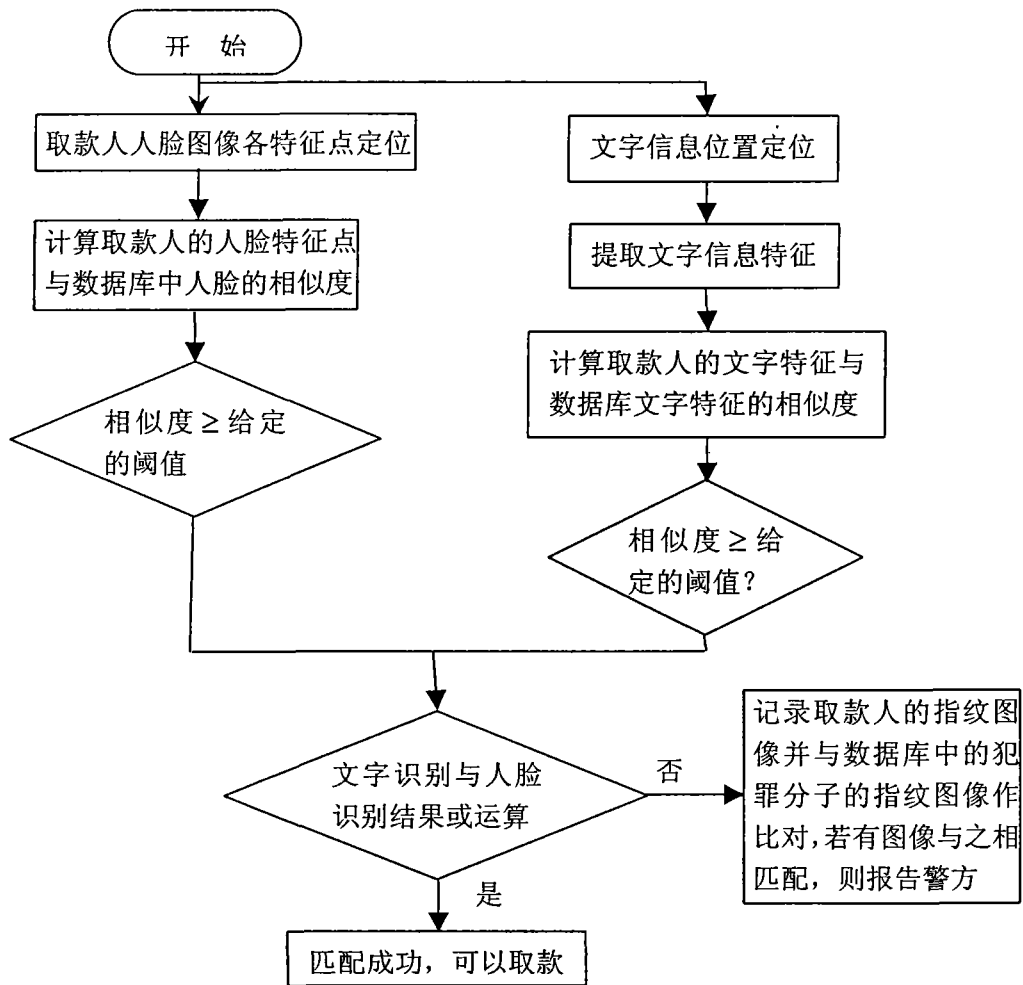 开 始
取款人人脸图像各特征点定位
计算取款人的人脸特征点
与数据库中人脸的相似度
相似度≥给定
的阈值
文字信息位置定位
提取文字信息特征
计算取款人的文字特征与
数据库文字特征的相似度
相似度≥给
定的阈值？
文字识别与人脸
识别结果或运算
否
记录取款人的指纹图
像并与数据库中的犯
罪分子的指纹图像作
比对，若有图像与之相
匹配，则报告警方
是
匹配成功，可以取款